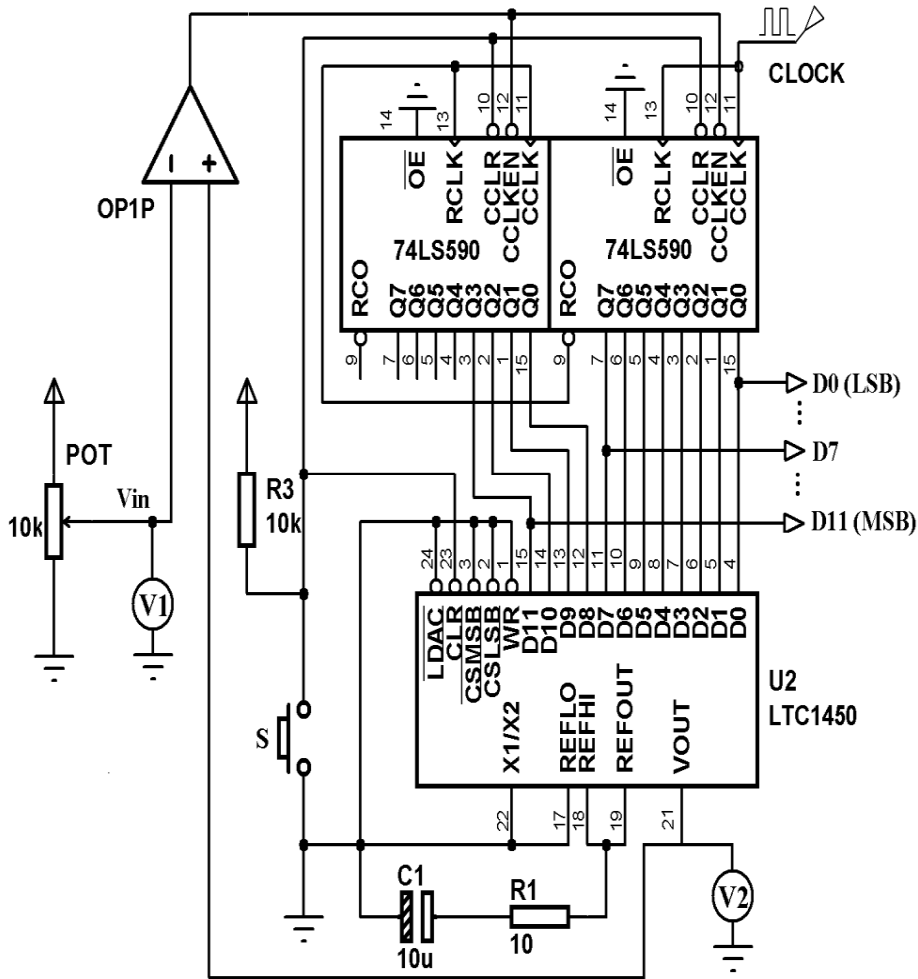 CLOCK
14
13
10
12
11
14
13
10
12
11
− +
OP1P
OE
RCLK
CCLR
CCLKEN
CCLK
OE
RCLK
CCLR
CCLKEN
CCLK
74LS590
74LS590
RCO
Q7
Q6
Q5
Q4
Q3
Q2
Q1
Q0
RCO
Q7
Q6
Q5
Q4
Q3
Q2
Q1
Q0
9
7
6
5
4
3
2
1
15
9
7
6
5
4
3
2
1
15
D0 (LSB)
D7
D11 (MSB)
POT
10k
Vin
V1
R3
10k
24
23
3
2
1
15
14
13
12
11
10
9
8
7
6
5
4
LDAC
CLR
CSMSB
CSLSB
WR
D11
D10
D9
D8
D7
D6
D5
D4
D3
D2
D1
D0
U2
LTC1450
X1/X2
REFLO
REFHI
REFOUT
VOUT
S
22
17
18
19
21
C1
10u
R1
10
V2